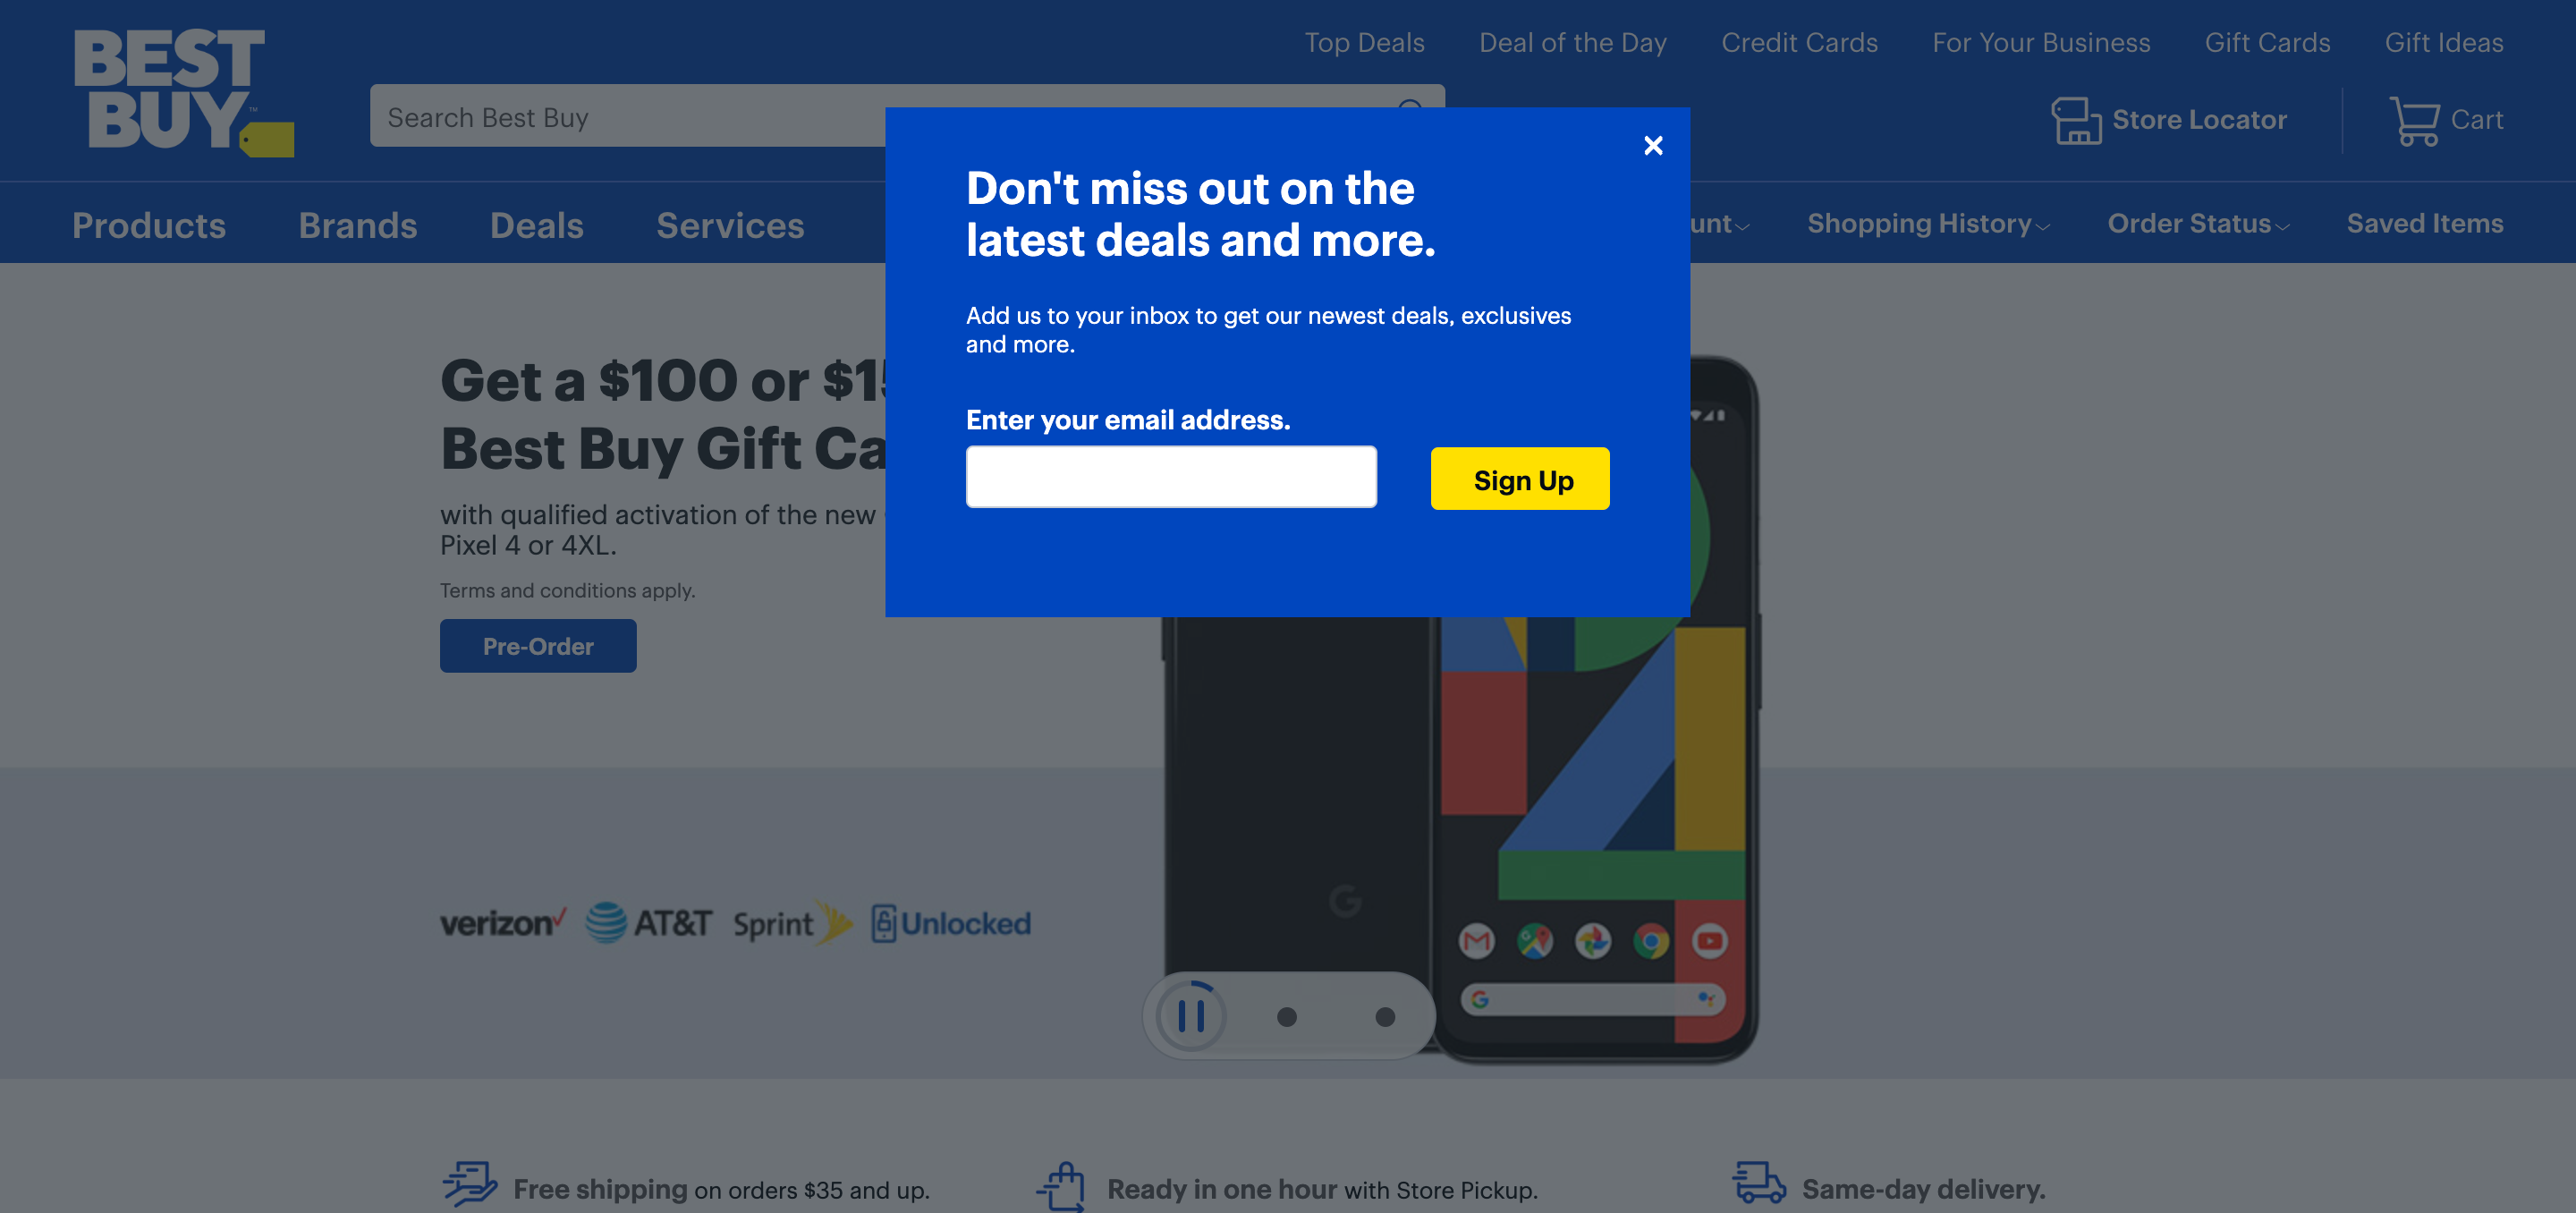 BEST
BUY™
Top Deals
Deal of the Day
Credit Cards
For Your Business
Gift Cards
Gift Ideas
Search Best Buy
Store Locator
Cart
Products
Brands
Deals
Services
unt
Shopping History
Order Status
Saved Items
Don't miss out on the
latest deals and more.
Add us to your inbox to get our newest deals, exclusives
and more.
Enter your email address.
Sign Up
Get a $100 or $15
Best Buy Gift Ca
with qualified activation of the new
Pixel 4 or 4XL.
Terms and conditions apply.
Pre-Order
verizon
AT&T
Sprint
Unlocked
G
Free shipping on orders $35 and up.
Ready in one hour with Store Pickup.
Same-day delivery.